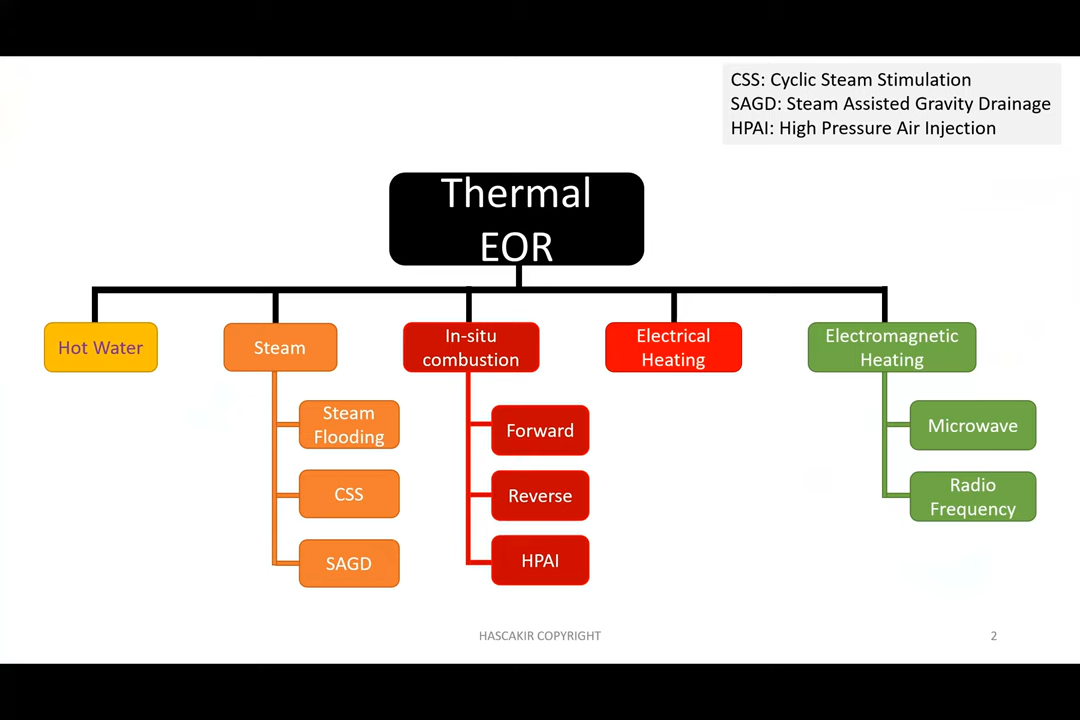 CSS: Cyclic Steam Stimulation
SAGD: Steam Assisted Gravity Drainage
HPAI: High Pressure Air Injection
Thermal
EOR
Hot Water
Steam
In-situ
combustion
Electrical
Heating
Electromagnetic
Heating
Steam
Flooding
CSS
SAGD
Forward
Reverse
HPAI
Microwave
Radio
Frequency
HASCAKIR COPYRIGHT
2